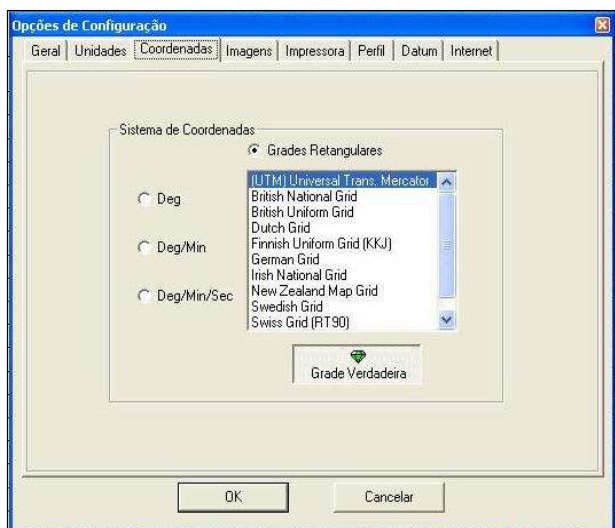 Opções de Configuração
Geral Unidades Coordenadas Imagens Impressora Perfil Datum Internet
Sistema de Coordenadas
Grades Retangulares
Deg
Deg/Min
Deg/Min/Sec
(UTM) Universal Trans. Mercator
British National Grid
British Uniform Grid
Dutch Grid
Finnish Uniform Grid (KKJ)
German Grid
Irish National Grid
New Zealand Map Grid
Swedish Grid
Swiss Grid (RT90)
Grade Verdadeira
OK Cancelar